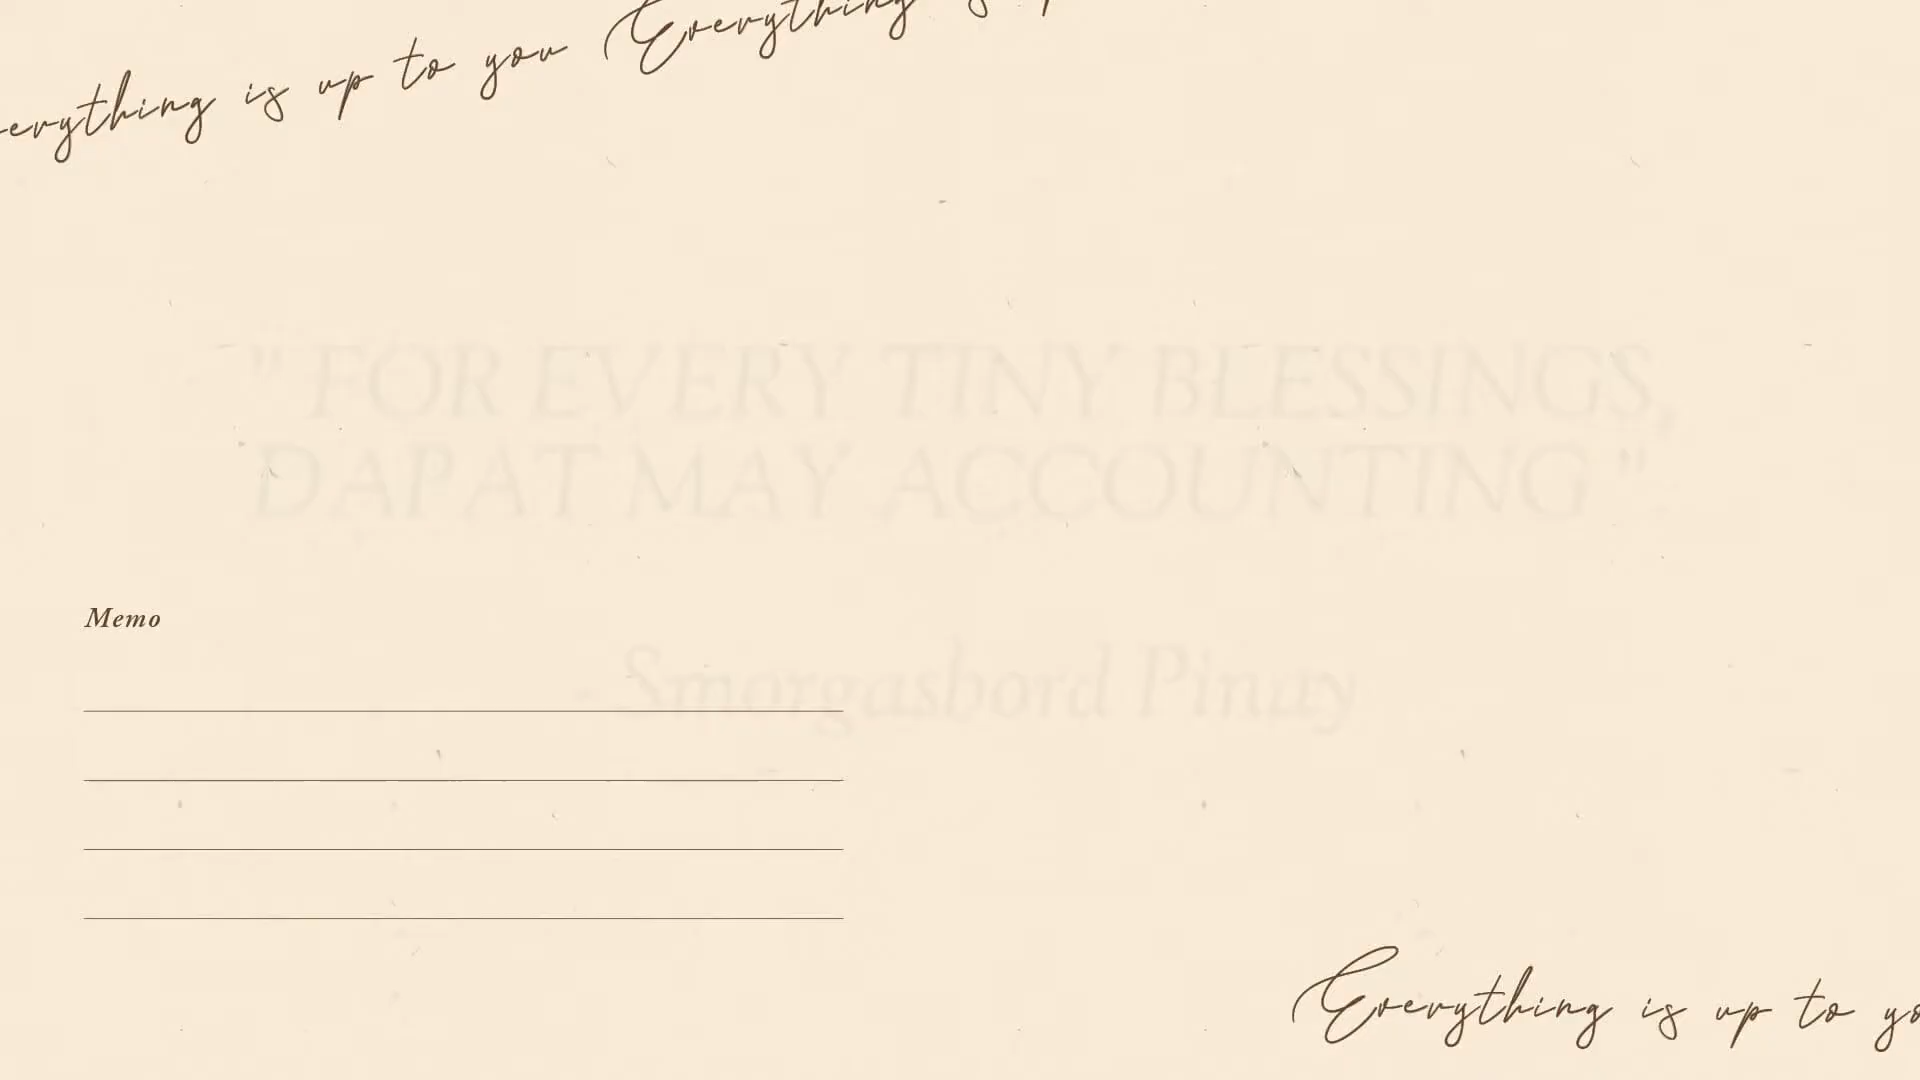 erything is up to you Everything
" FOR EVERY TINY BLESSINGS,
DAPAT MAY ACCOUNTING "
Memo
- Smorgasbord Pinay
Everything is up to yo